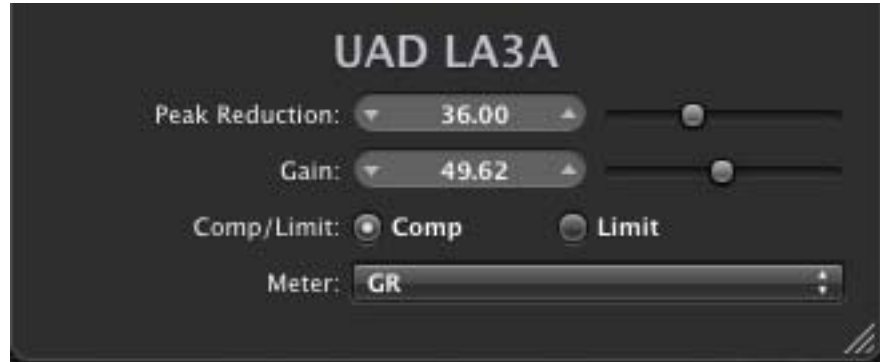 UAD LA3A
Peak Reduction: 36.00
Gain: 49.62
Comp/Limit: Comp Limit
Meter: GR